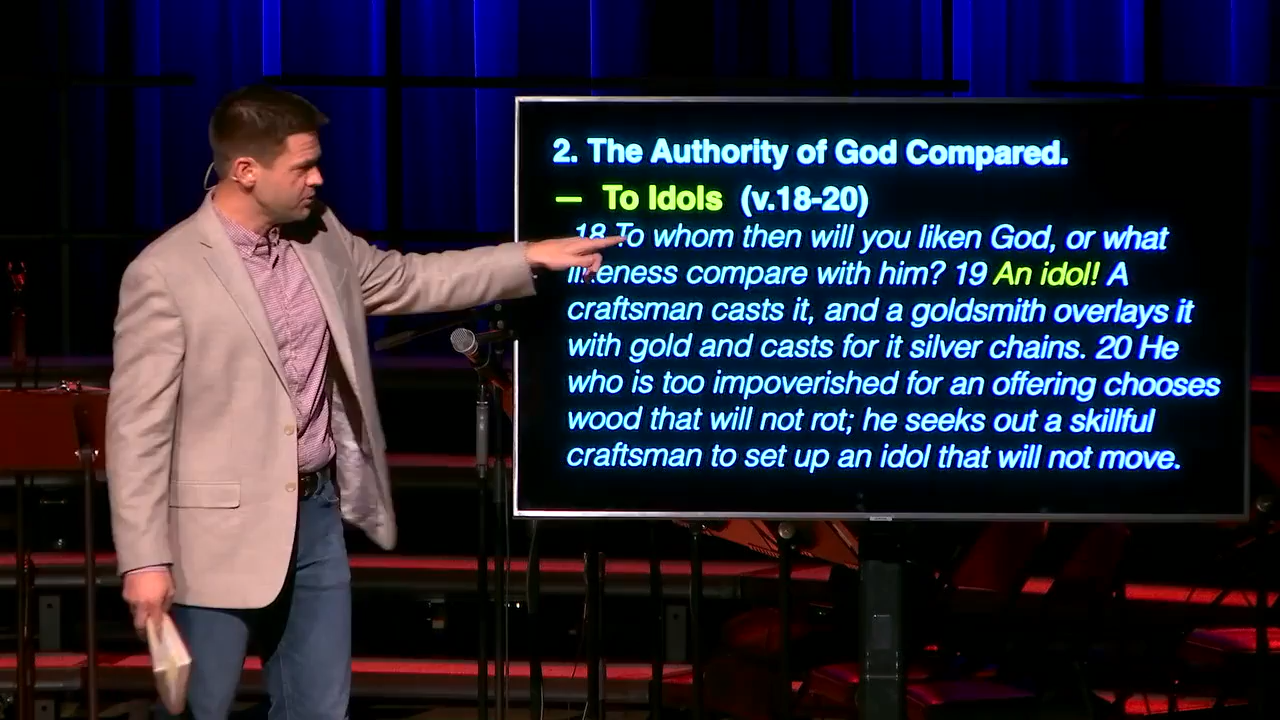 2. The Authority of God Compared.
— To Idols (v.18-20)
18 To whom then will you liken God, or what
likeness compare with him? 19 An idol! A
craftsman casts it, and a goldsmith overlays it
with gold and casts for it silver chains. 20 He
who is too impoverished for an offering chooses
wood that will not rot; he seeks out a skillful
craftsman to set up an idol that will not move.